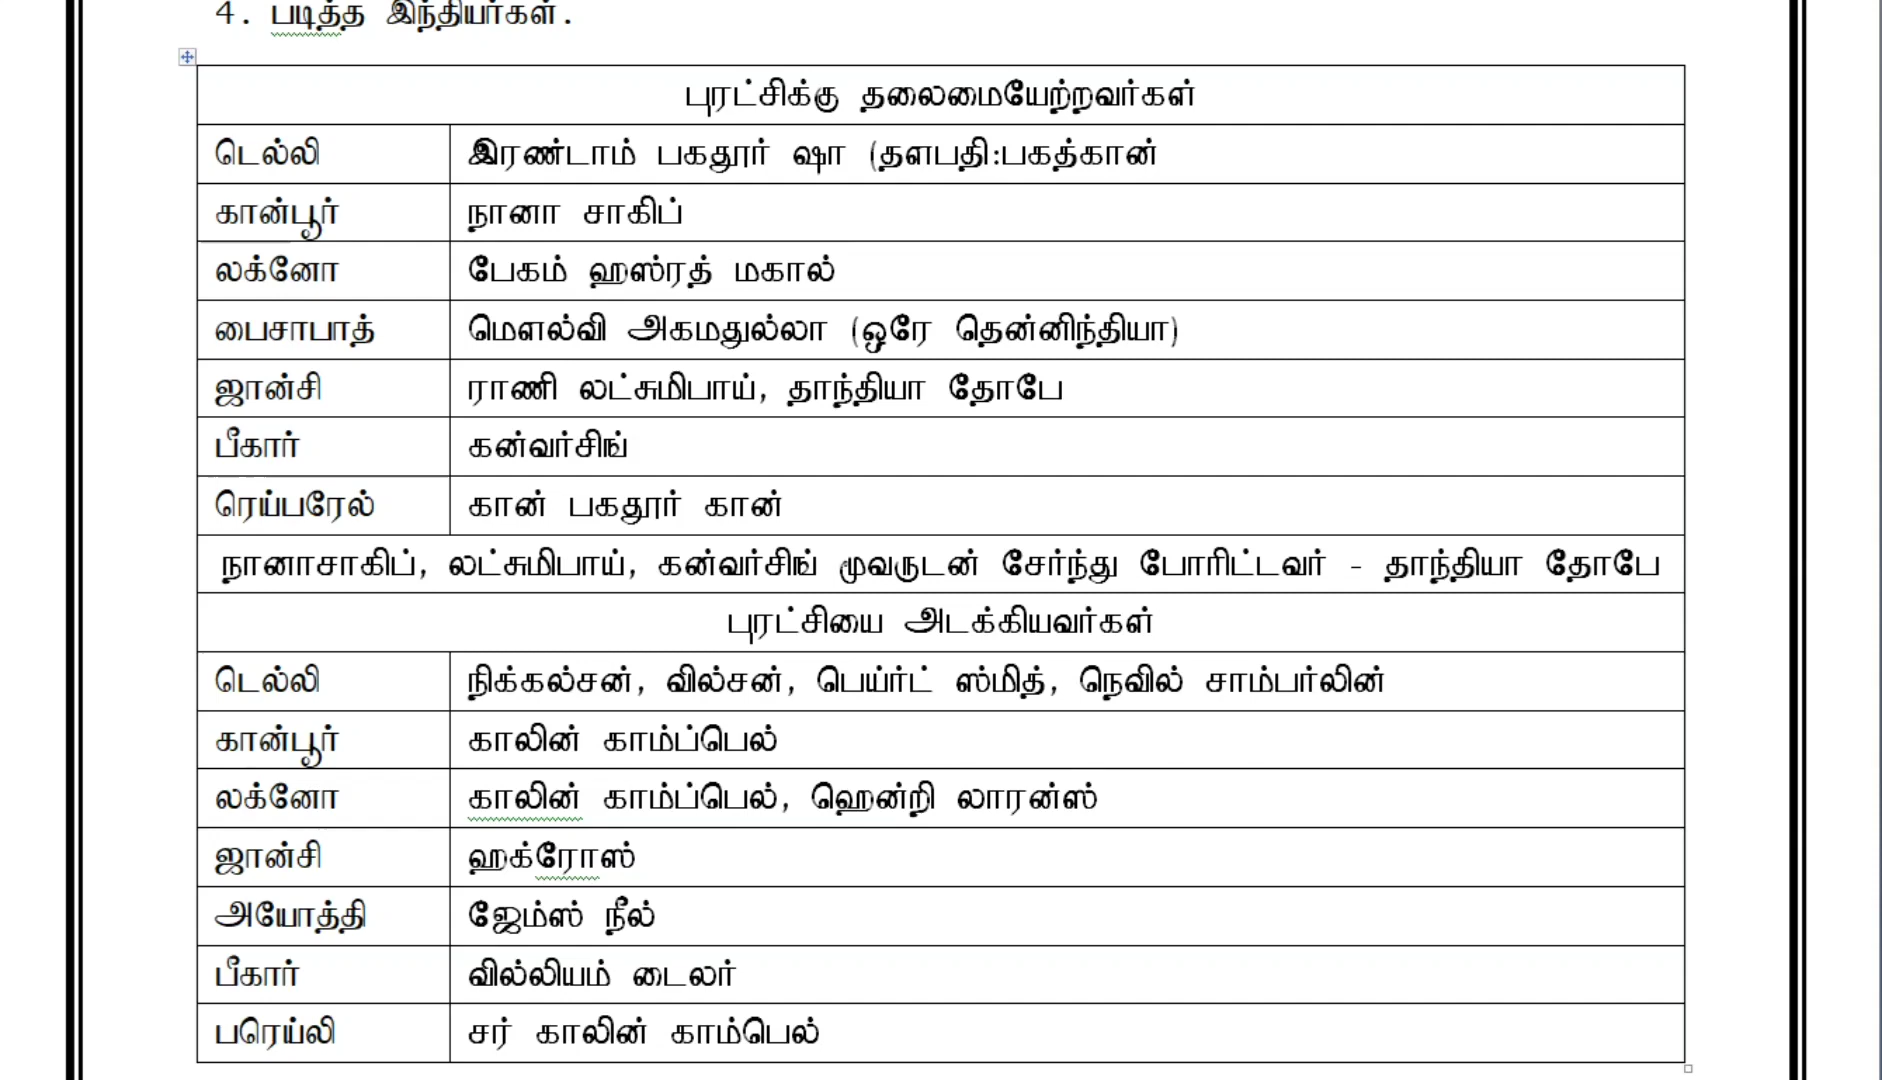 4. படித்த இந்தியர்கள்.
புரட்சிக்கு தலைமையேற்றவர்கள்
டெல்லி இரண்டாம் பகதூர் ஷா (தளபதி:பகத்கான்
கான்பூர் நானா சாகிப்
லக்னோ பேகம் ஹஸ்ரத் மகால்
பைசாபாத் மௌல்வி அகமதுல்லா (ஒரே தென்னிந்தியா)
ஜான்சி ராணி லட்சுமிபாய், தாந்தியா தோபே
பீகார் கன்வர்சிங்
ரெய்பரேல் கான் பகதூர் கான்
நானாசாகிப், லட்சுமிபாய், கன்வர்சிங் முவருடன் சேர்ந்து போரிட்டவர் - தாந்தியா தோபே
புரட்சியை அடக்கியவர்கள்
டெல்லி நிக்கல்சன், வில்சன், பெய்ர்ட் ஸ்மித், நெவில் சாம்பர்லின்
கான்பூர் காலின் காம்ப்பெல்
லக்னோ காலின் காம்ப்பெல், ஹென்றி லாரன்ஸ்
ஜான்சி ஹக்ரோஸ்
அயோத்தி ஜேம்ஸ் நீல்
பீகார் வில்லியம் டைலர்
பரெய்லி சர் காலின் காம்பெல்